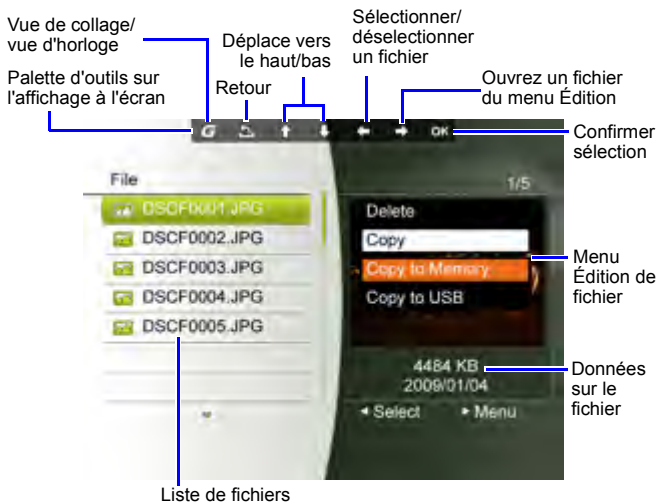 Vue de collage/
vue d'horloge
Palette d'outils sur
l'affichage à l'écran
Retour
Déplace vers
le haut/bas
Sélectionner/
déselectionner
un fichier
Ouvrez un fichier
du menu Édition
Confirmer
sélection
OK
File
1/5
DSCF0001.JPG
DSCF0002.JPG
DSCF0003.JPG
DSCF0004.JPG
DSCF0005.JPG
Delete
Copy
Copy to Memory
Copy to USB
Menu
Édition de
fichier
4484 KB
2009/01/04
Données
sur le
fichier
Select
Menu
Liste de fichiers